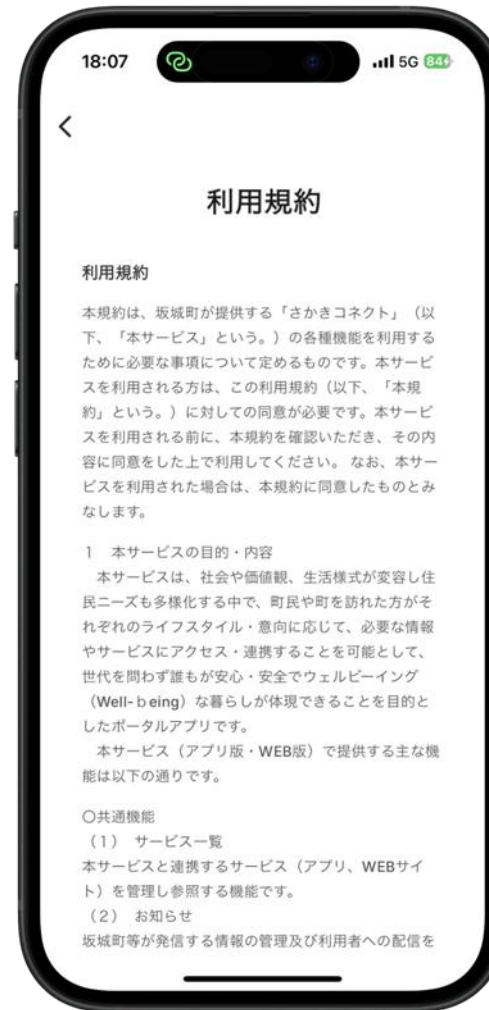 18:07
5G 84
利用規約
利用規約
本規約は、坂城町が提供する「さかきコネクト」（以
下、「本サービス」という。）の各種機能を利用する
ために必要な事項について定めるものです。本サービ
スを利用される方は、この利用規約（以下、「本規
約」という。）に対しての同意が必要です。本サービ
スを利用される前に、本規約を確認いただき、その内
容に同意をした上で利用してください。 なお、本サー
ビスを利用された場合は、本規約に同意したものとみ
なします。
１　本サービスの目的・内容
　本サービスは、社会や価値観、生活様式が変容し住
民ニーズも多様化する中で、町民や町を訪れた方がそ
れぞれのライフスタイル・意向に応じて、必要な情報
やサービスにアクセス・連携することを可能として、
世代を問わず誰もが安心・安全でウェルビーイング
（Well-ｂeing）な暮らしが体現できることを目的と
したポータルアプリです。
　本サービス（アプリ版・WEB版）で提供する主な機
能は以下の通りです。
〇共通機能
（１）　サービス一覧
本サービスと連携するサービス（アプリ、WEBサイ
ト）を管理し参照する機能です。
（２）　お知らせ
坂城町等が発信する情報の管理及び利用者への配信を